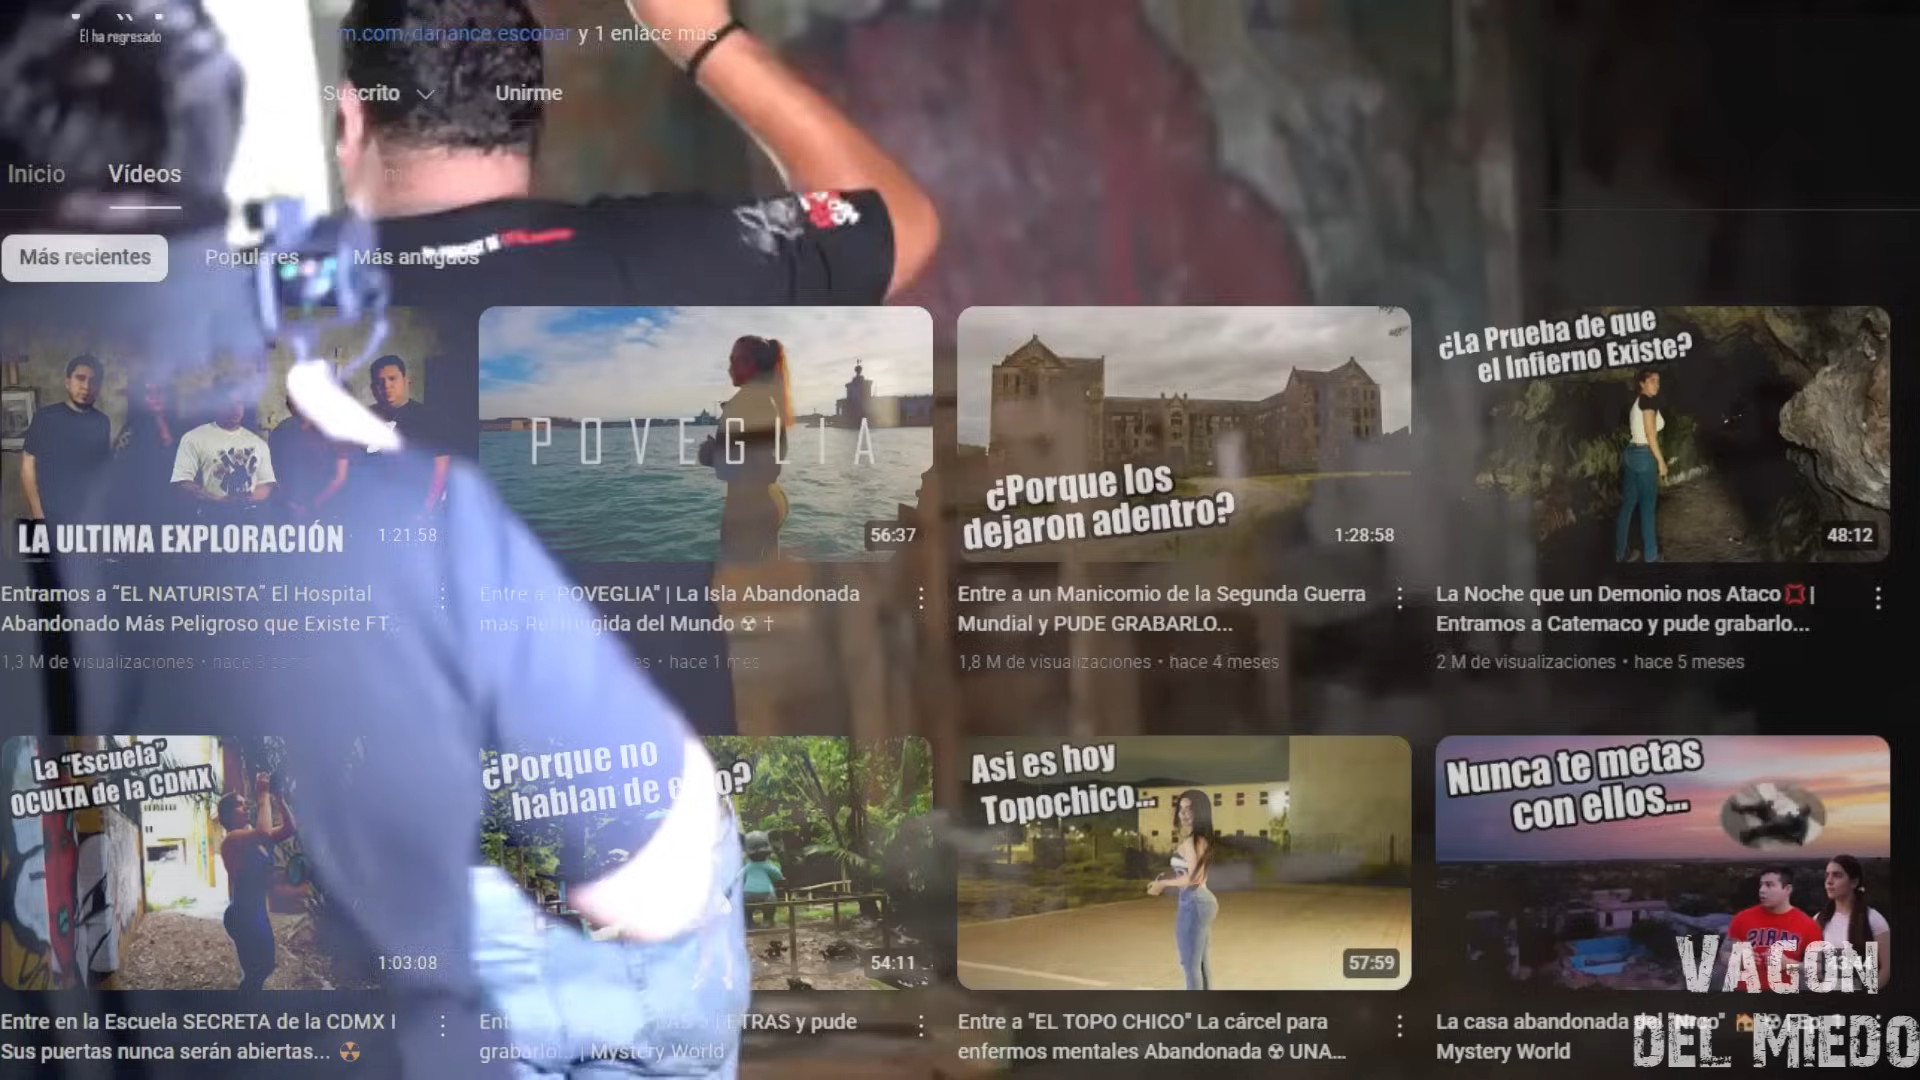 El ha regresado
m.com/dariance.escobar y 1 enlace más
Suscrito
Unirme
Inicio
Vídeos
Más recientes
Populares
Más antiguos
LA ULTIMA EXPLORACIÓN
1:21:58
POVEGLIA
56:37
¿Porque los
dejaron adentro?
1:28:58
¿La Prueba de que
el Infierno Existe?
48:12
Entramos a “EL NATURISTA” El Hospital
Abandonado Más Peligroso que Existe FT...
1,3 M de visualizaciones • hace 3
Entre a "POVEGLIA" | La Isla Abandonada
mas del Mundo ☢ †
hace 1 mes
Entre a un Manicomio de la Segunda Guerra
Mundial y PUDE GRABARLO...
1,8 M de visualizaciones • hace 4 meses
La Noche que un Demonio nos Ataco 💢 |
Entramos a Catemaco y pude grabarlo...
2 M de visualizaciones • hace 5 meses
La “Escuela”
OCULTA de la CDMX
1:03:08
¿Porque no
hablan de
54:11
Asi es hoy
Topochico...
57:59
Nunca te metas
con ellos...
Entre en la Escuela SECRETA de la CDMX I
Sus puertas nunca serán abiertas... ☢
LETRAS y pude
grabarlo... | Mystery World
Entre a "EL TOPO CHICO" La cárcel para
enfermos mentales Abandonada ☢ UNA...
La casa abandonada del
Mystery World
VAGON
DEL MIEDO